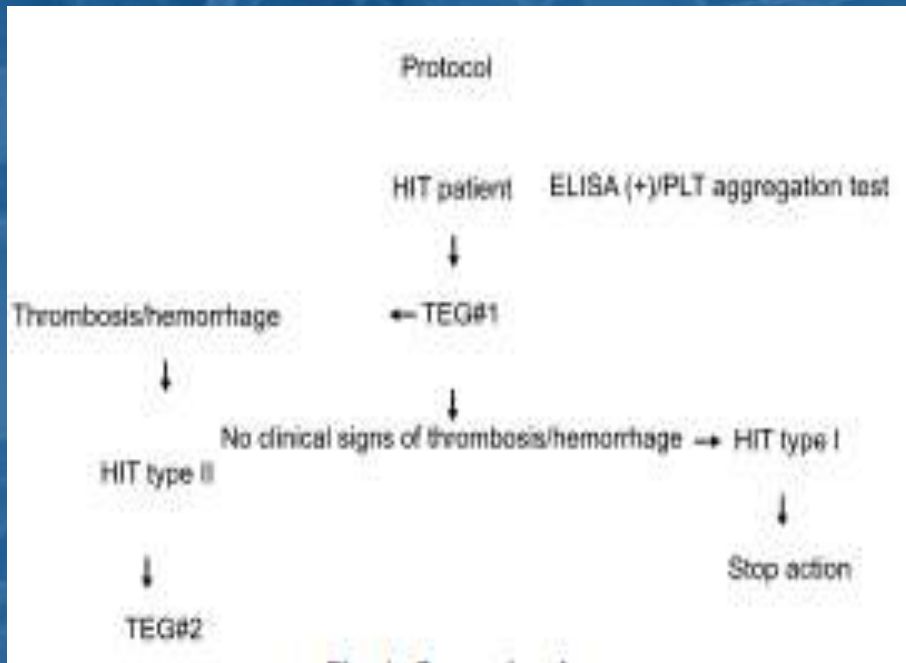 Protocol
HIT patient ELISA (+)/PLT aggregation test
Thrombosis/hemorrhage ←TEG#1
No clinical signs of thrombosis/hemorrhage → HIT type I
HIT type II
Stop action
TEG#2